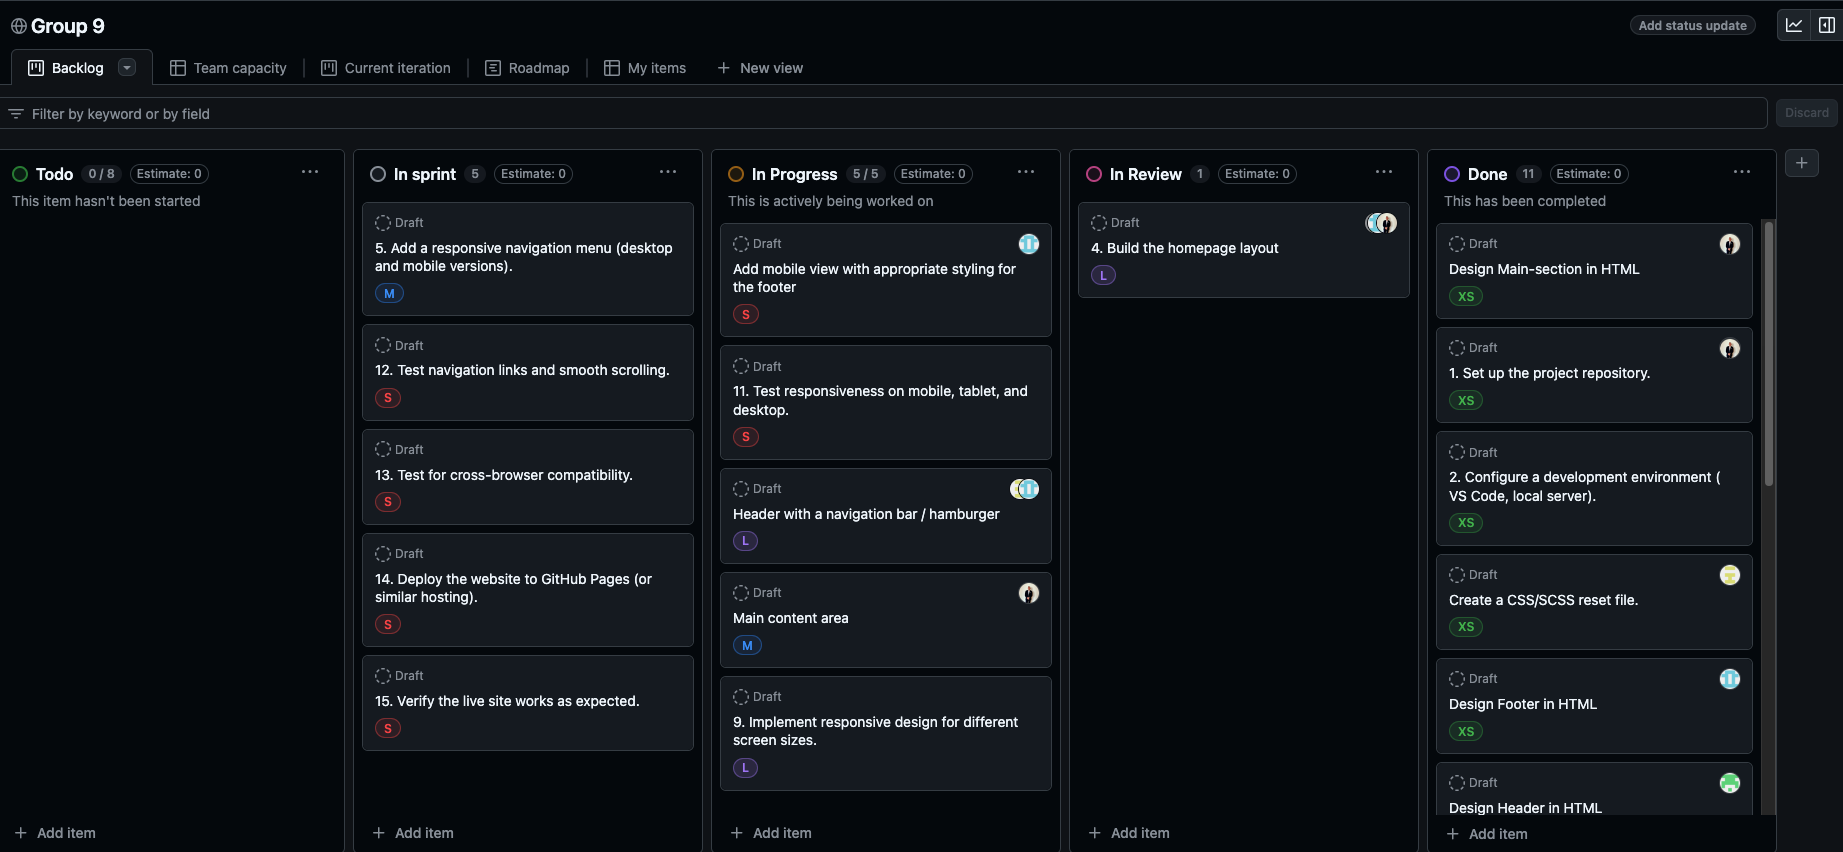 Group 9
Add status update
Backlog
Team capacity
Current iteration
Roadmap
My items
New view
Filter by keyword or by field
Discard
Todo 0 / 8 Estimate: 0
This item hasn't been started
Add item
In sprint 5 Estimate: 0
Draft
5. Add a responsive navigation menu (desktop
and mobile versions).
M
Draft
12. Test navigation links and smooth scrolling.
S
Draft
13. Test for cross-browser compatibility.
S
Draft
14. Deploy the website to GitHub Pages (or
similar hosting).
S
Draft
15. Verify the live site works as expected.
S
Add item
In Progress 5 / 5 Estimate: 0
This is actively being worked on
Draft
Add mobile view with appropriate styling for
the footer
S
Draft
11. Test responsiveness on mobile, tablet, and
desktop.
S
Draft
Header with a navigation bar / hamburger
L
Draft
Main content area
M
Draft
9. Implement responsive design for different
screen sizes.
L
Add item
In Review 1 Estimate: 0
Draft
4. Build the homepage layout
L
Add item
Done 11 Estimate: 0
This has been completed
Draft
Design Main-section in HTML
XS
Draft
1. Set up the project repository.
XS
Draft
2. Configure a development environment (
VS Code, local server).
XS
Draft
Create a CSS/SCSS reset file.
XS
Draft
Design Footer in HTML
XS
Draft
Design Header in HTML
Add item